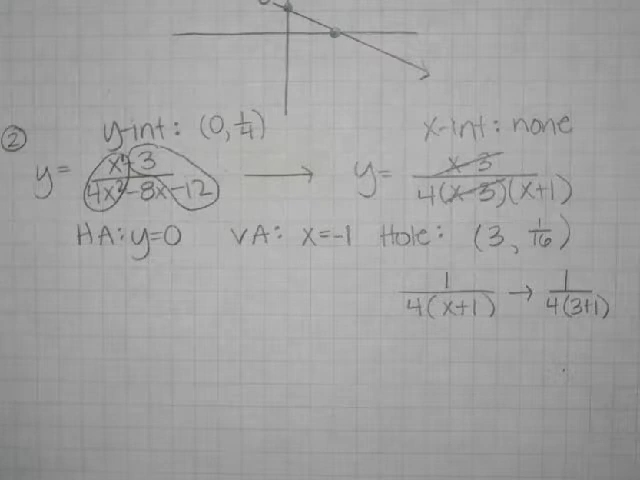 ② y-int: (0, 1/4) x-int: none
y = (x - 3)/(4x² - 8x - 12) → y = (x - 3)/(4(x - 3)(x + 1))
HA: y=0 VA: x=-1 Hole: (3, 1/16)
1/(4(x+1)) → 1/(4(3+1))